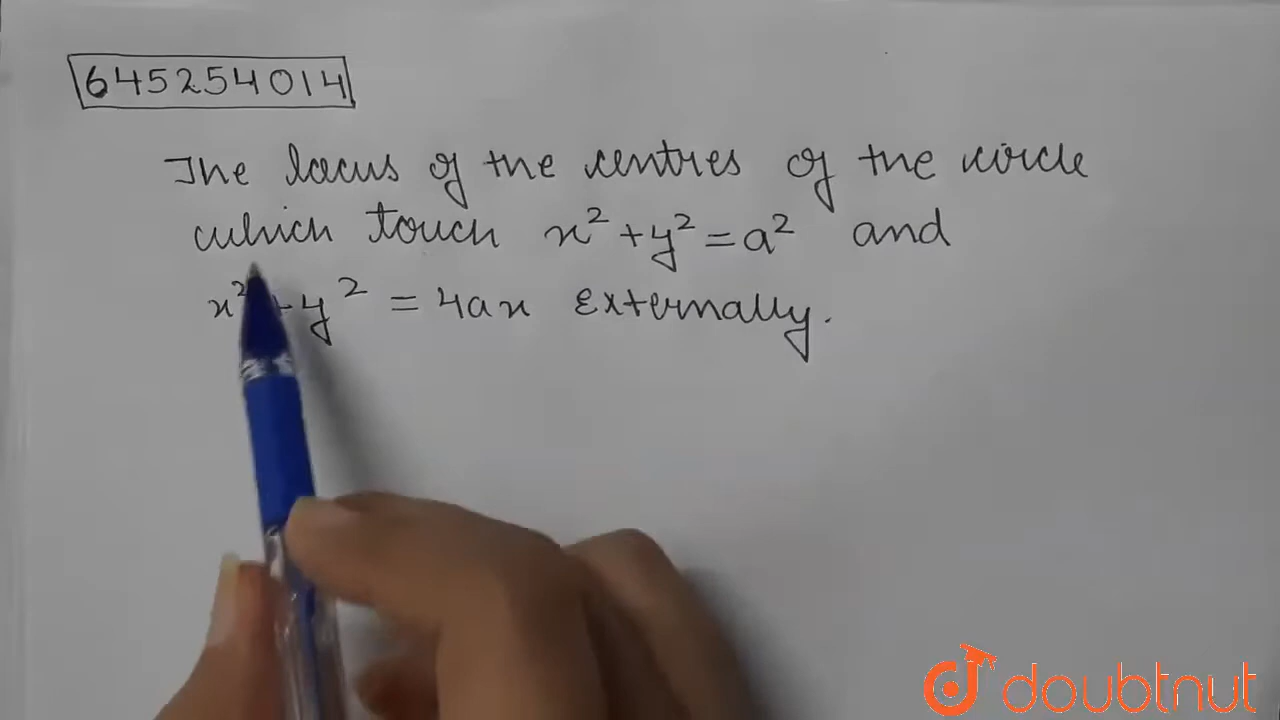 645254014
The locus of the centres of the circle
which touch x² + y² = a² and
x² + y² = 4ax externally.
doubtnut